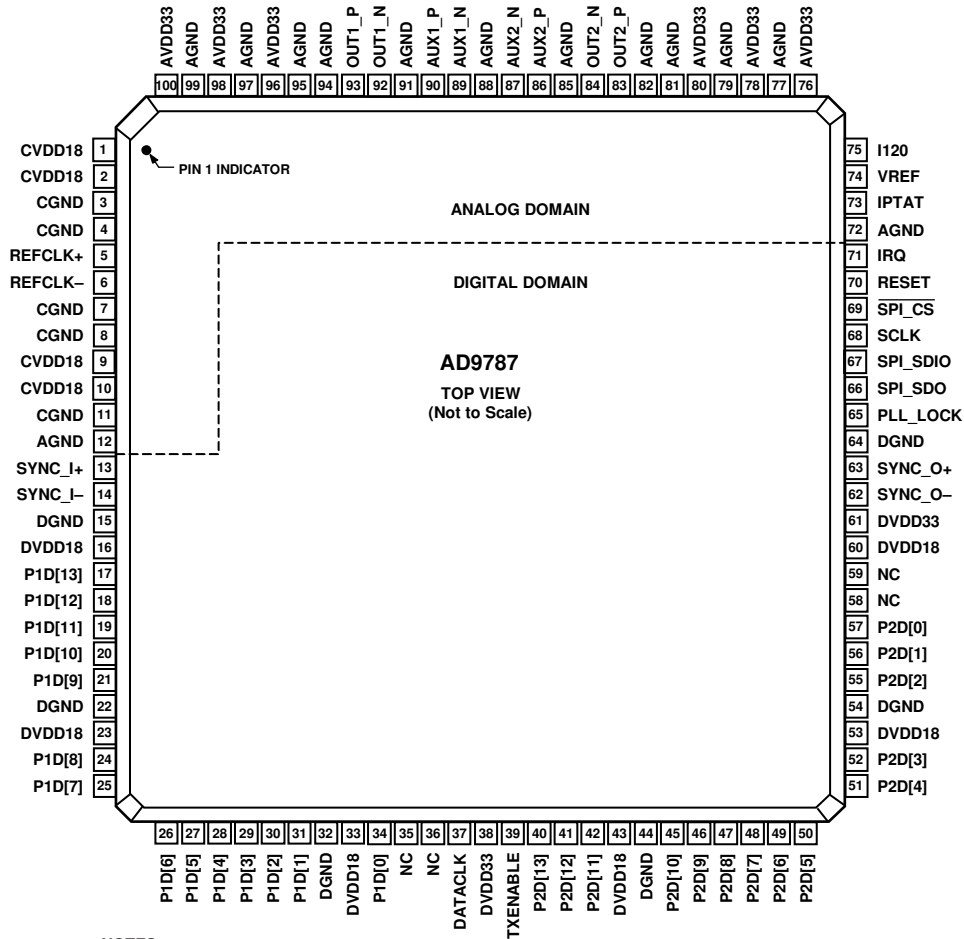 AVDD33 AGND AVDD33 AGND AVDD33 AGND AGND OUT1_P OUT1_N AGND AUX1_P AUX1_N AGND AUX2_N AUX2_P AGND OUT2_N OUT2_P AGND AGND AVDD33 AGND AVDD33 AGND AVDD33
100 99 98 97 96 95 94 93 92 91 90 89 88 87 86 85 84 83 82 81 80 79 78 77 76
CVDD18 1
CVDD18 2
CGND 3
CGND 4
REFCLK+ 5
REFCLK– 6
CGND 7
CGND 8
CVDD18 9
CVDD18 10
CGND 11
AGND 12
SYNC_I+ 13
SYNC_I– 14
DGND 15
DVDD18 16
P1D[13] 17
P1D[12] 18
P1D[11] 19
P1D[10] 20
P1D[9] 21
DGND 22
DVDD18 23
P1D[8] 24
P1D[7] 25
PIN 1 INDICATOR
ANALOG DOMAIN
DIGITAL DOMAIN
AD9787
TOP VIEW
(Not to Scale)
75 I120
74 VREF
73 IPTAT
72 AGND
71 IRQ
70 RESET
69 SPI_CS
68 SCLK
67 SPI_SDIO
66 SPI_SDO
65 PLL_LOCK
64 DGND
63 SYNC_O+
62 SYNC_O–
61 DVDD33
60 DVDD18
59 NC
58 NC
57 P2D[0]
56 P2D[1]
55 P2D[2]
54 DGND
53 DVDD18
52 P2D[3]
51 P2D[4]
26 27 28 29 30 31 32 33 34 35 36 37 38 39 40 41 42 43 44 45 46 47 48 49 50
P1D[6] P1D[5] P1D[4] P1D[3] P1D[2] P1D[1] DGND DVDD18 P1D[0] NC NC DATACLK DVDD33 TXENABLE P2D[13] P2D[12] P2D[11] DVDD18 DGND P2D[10] P2D[9] P2D[8] P2D[7] P2D[6] P2D[5]